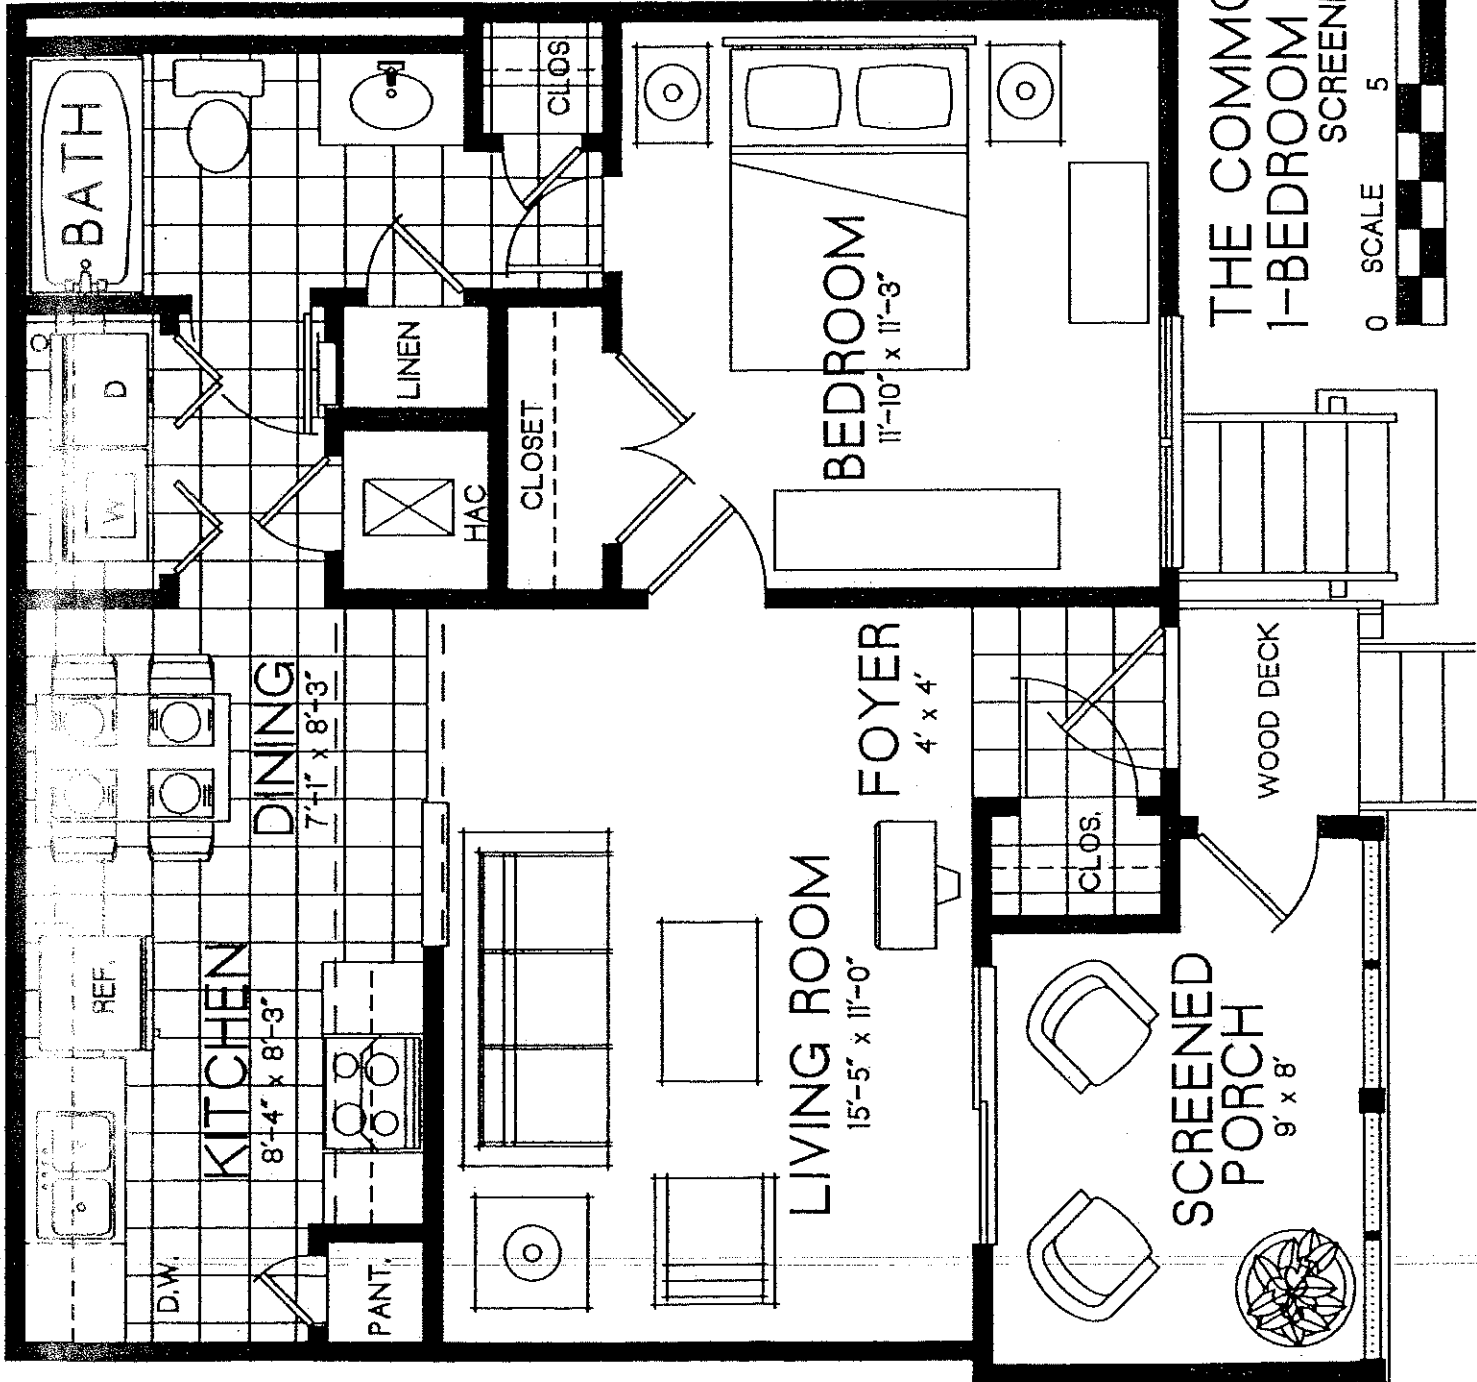 BATH
CLOS.
D
W
LINEN
HAC
CLOSET
BEDROOM
11'-10" x 11'-3"
DINING
7'-1" x 8'-3"
KITCHEN
8'-4" x 8'-3"
REF.
D.W.
PANT.
LIVING ROOM
15'-5" x 11'-0"
FOYER
4' x 4'
CLOS.
WOOD DECK
SCREENED
PORCH
9' x 8'
THE COMMO
1-BEDROOM
SCREEN
0 SCALE 5